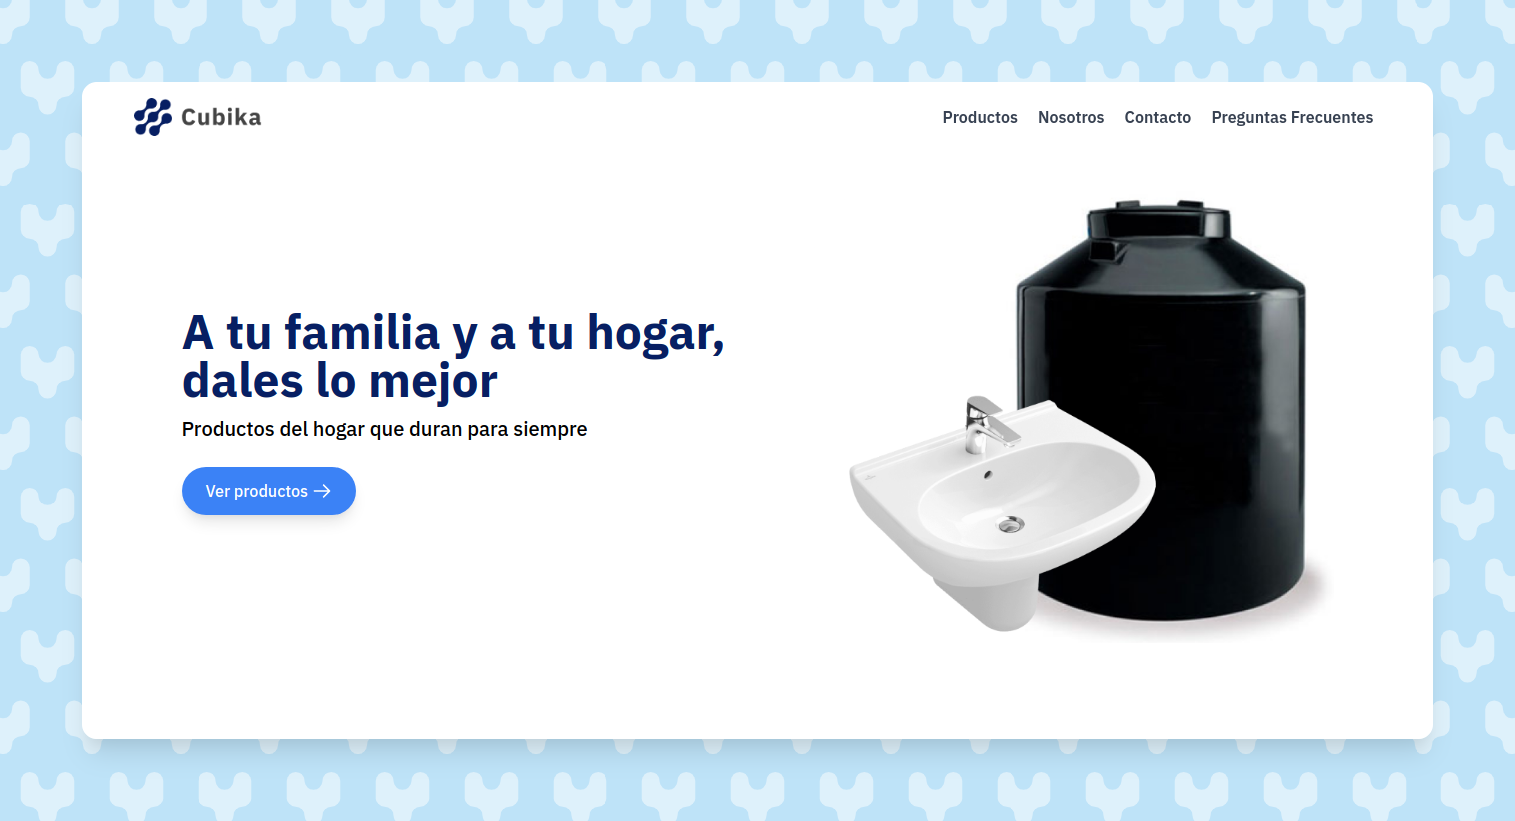 Cubika
Productos Nosotros Contacto Preguntas Frecuentes
A tu familia y a tu hogar,
dales lo mejor
Productos del hogar que duran para siempre
Ver productos